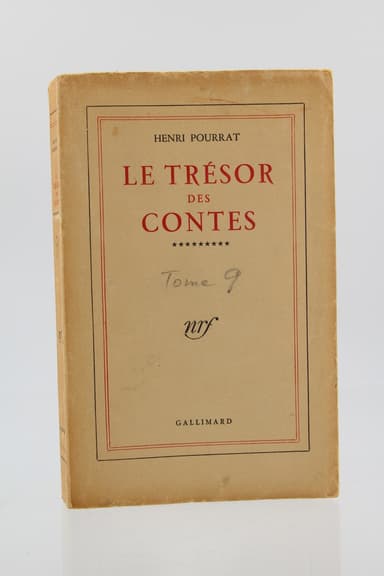 HENRI POURRAT
LE TRÉSOR
DES
CONTES
★★★★★★★★★
Tome 9
nrf
GALLIMARD